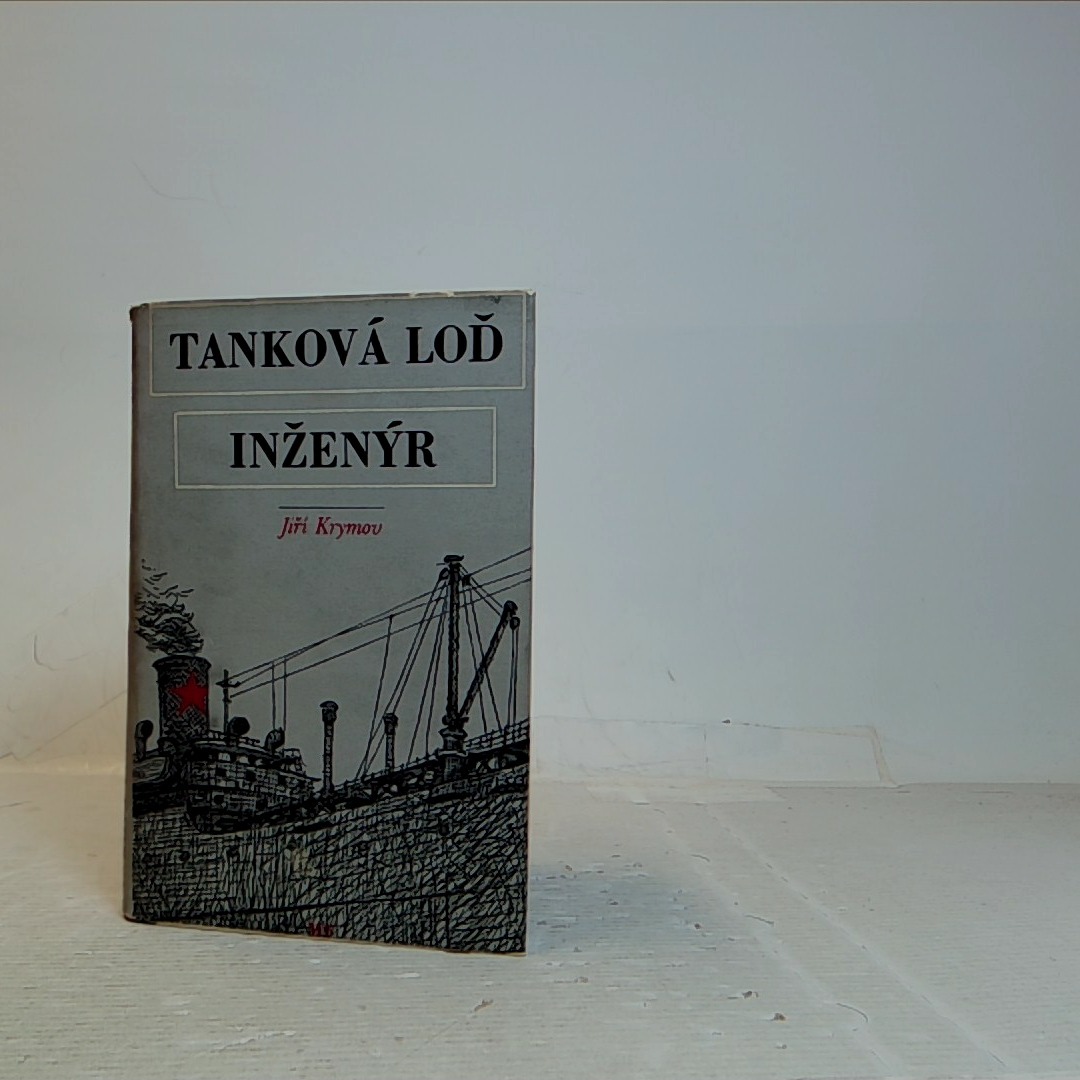 TANKOVÁ LOĎ
INŽENÝR
Jiří Krymov